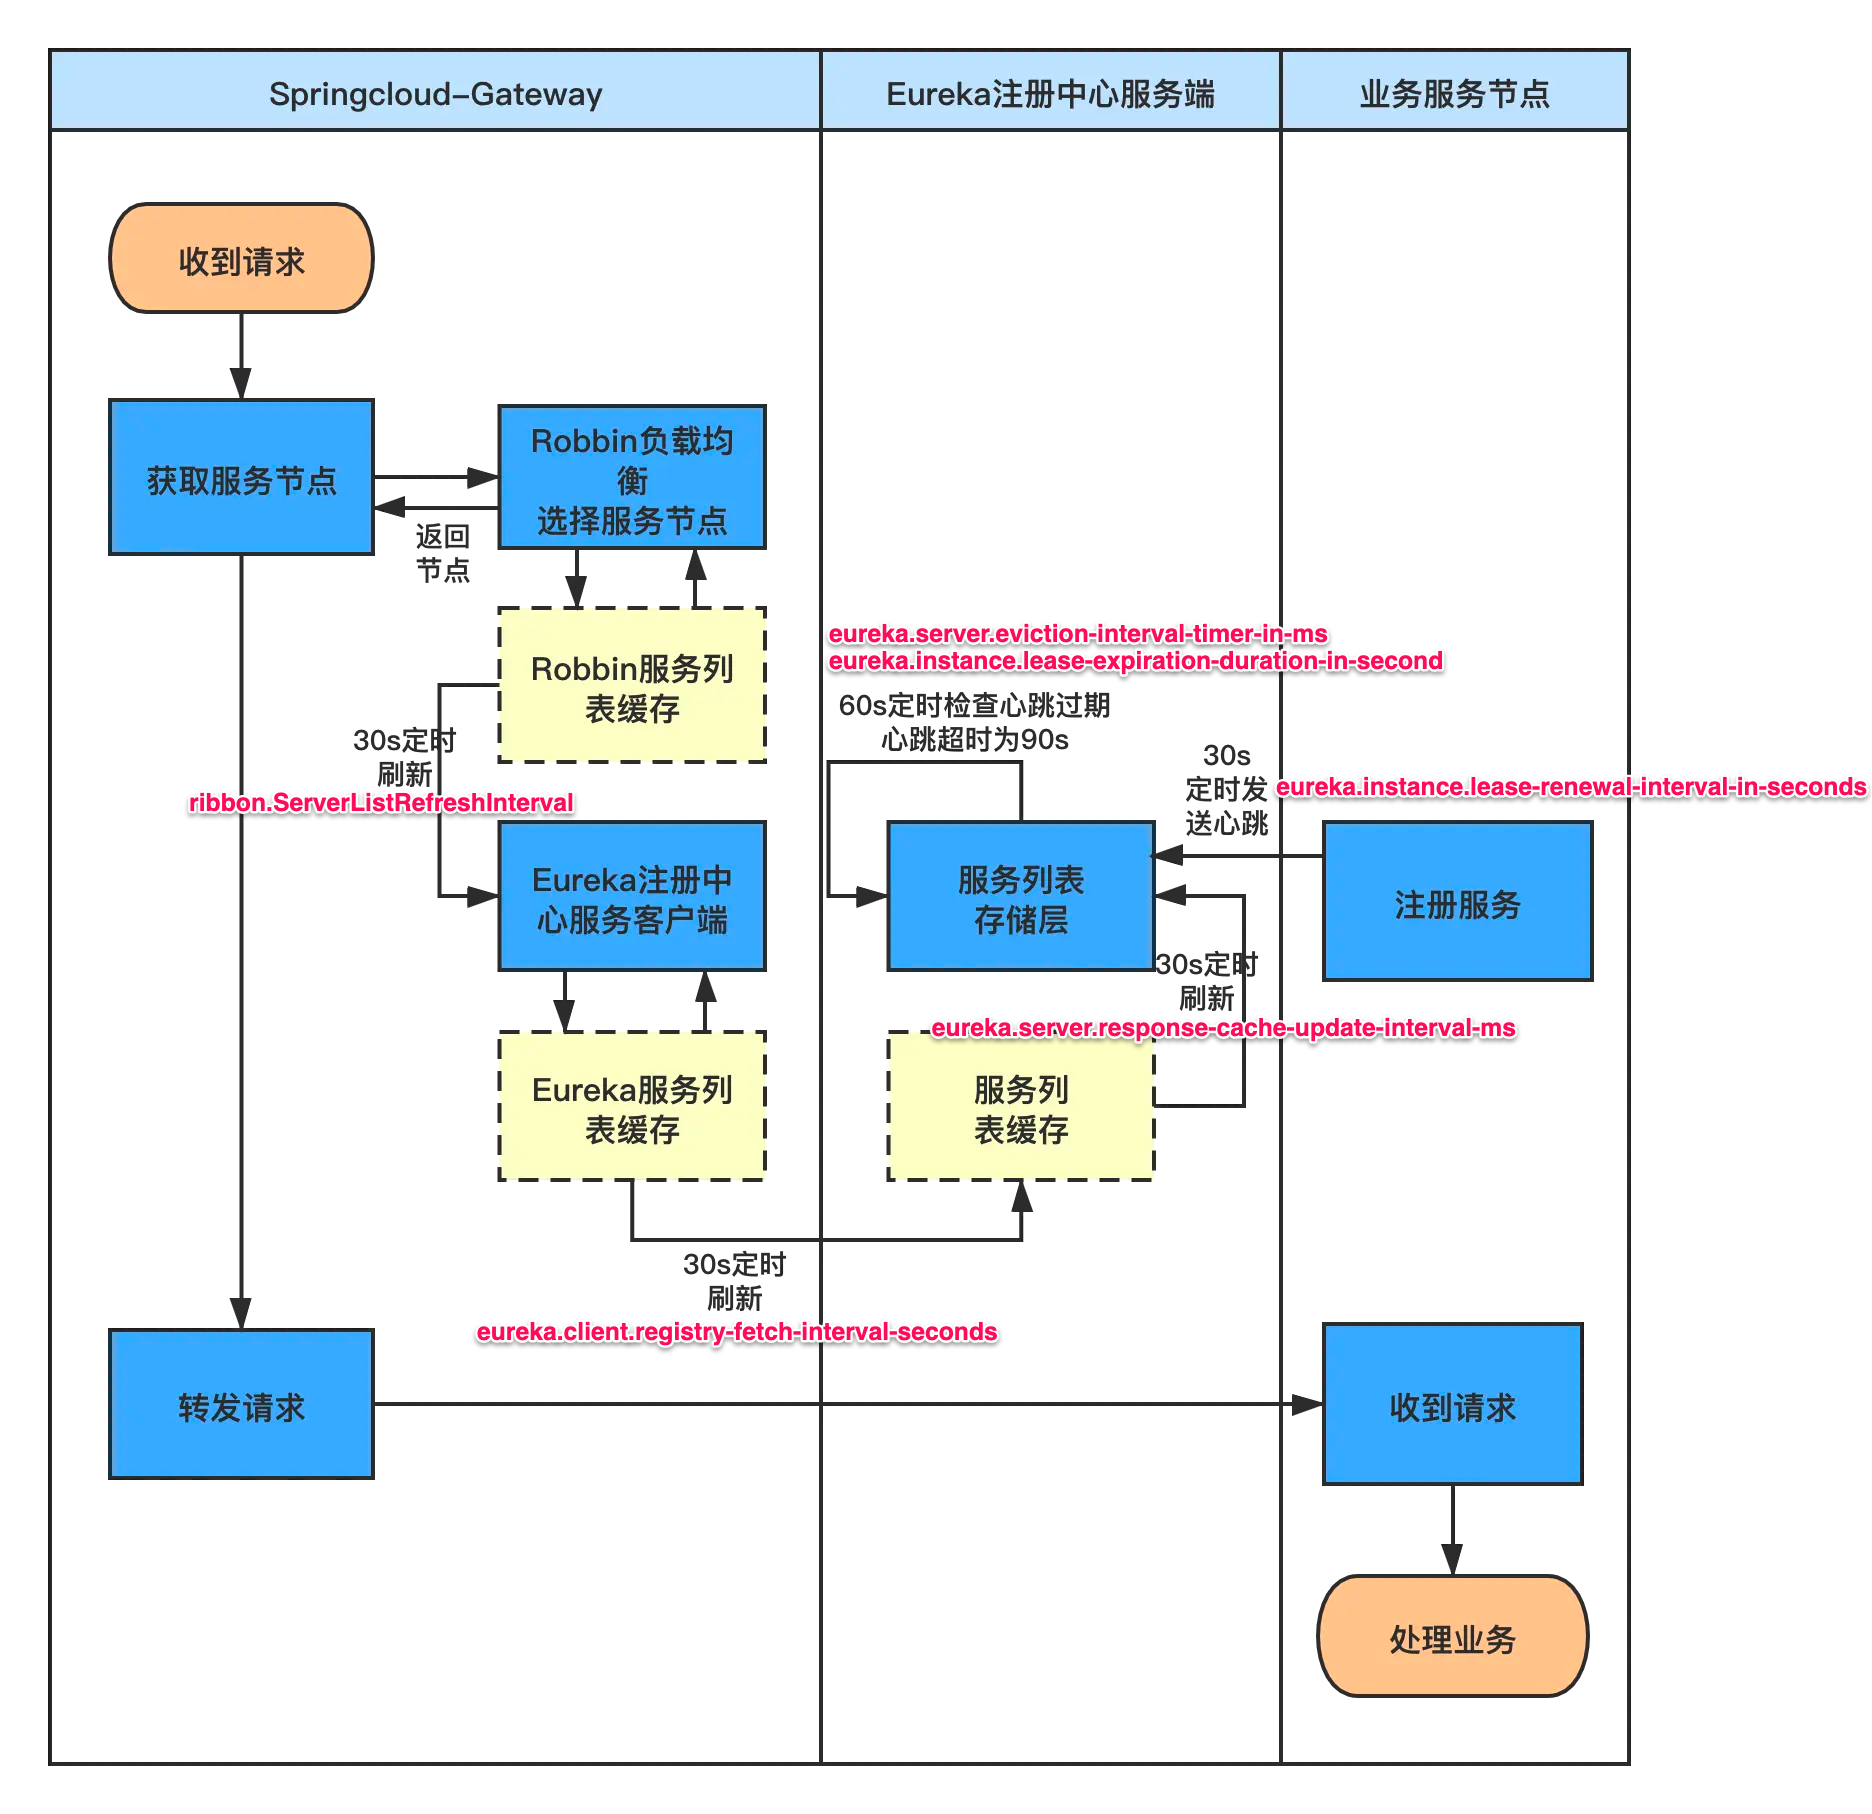 Springcloud-Gateway
Eureka注册中心服务端
业务服务节点
收到请求
获取服务节点
Robbin负载均
衡
选择服务节点
返回
节点
Robbin服务列
表缓存
30s定时
刷新
ribbon.ServerListRefreshInterval
Eureka注册中
心服务客户端
Eureka服务列
表缓存
30s定时
刷新
eureka.client.registry-fetch-interval-seconds
转发请求
eureka.server.eviction-interval-timer-in-ms
eureka.instance.lease-expiration-duration-in-second
60s定时检查心跳过期
心跳超时为90s
服务列表
存储层
30s
定时发
送心跳
eureka.instance.lease-renewal-interval-in-seconds
注册服务
30s定时
刷新
eureka.server.response-cache-update-interval-ms
服务列
表缓存
收到请求
处理业务